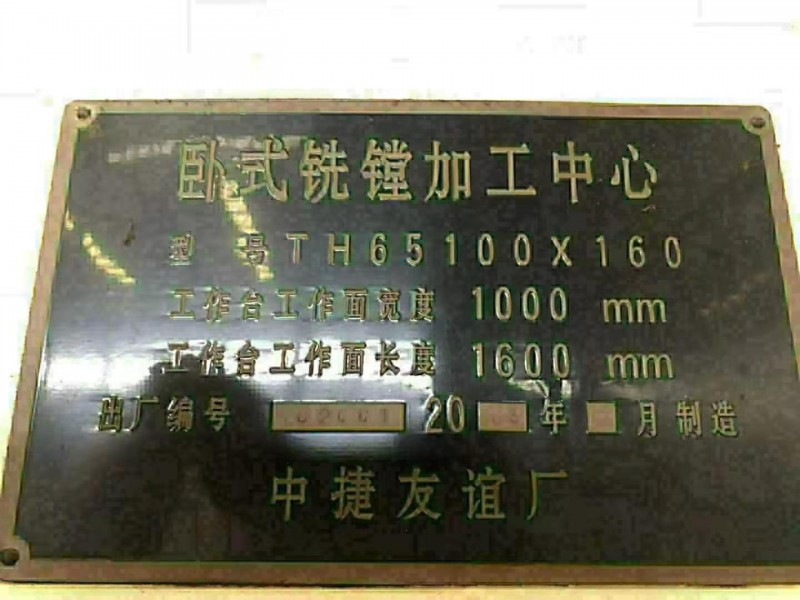 卧式铣镗加工中心
型号TH65100X160
工作台工作面宽度 1000 mm
工作台工作面长度 1600 mm
出厂编号 20 年 月制造
中捷友谊厂